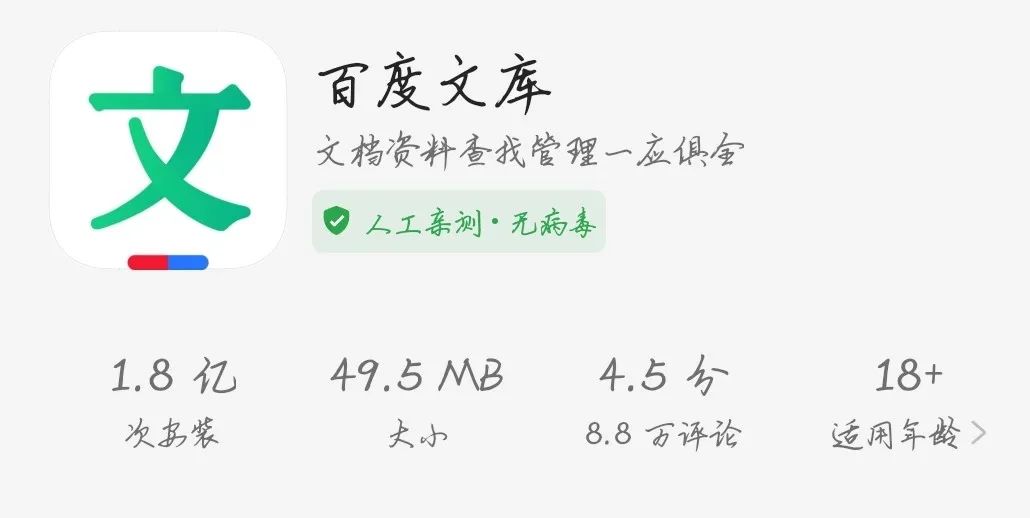 文
百度文库
文档资料查找管理一应俱全
人工亲测·无病毒
1.8 亿
次安装
49.5 MB
大小
4.5 分
8.8 万评论
18+
适用年龄